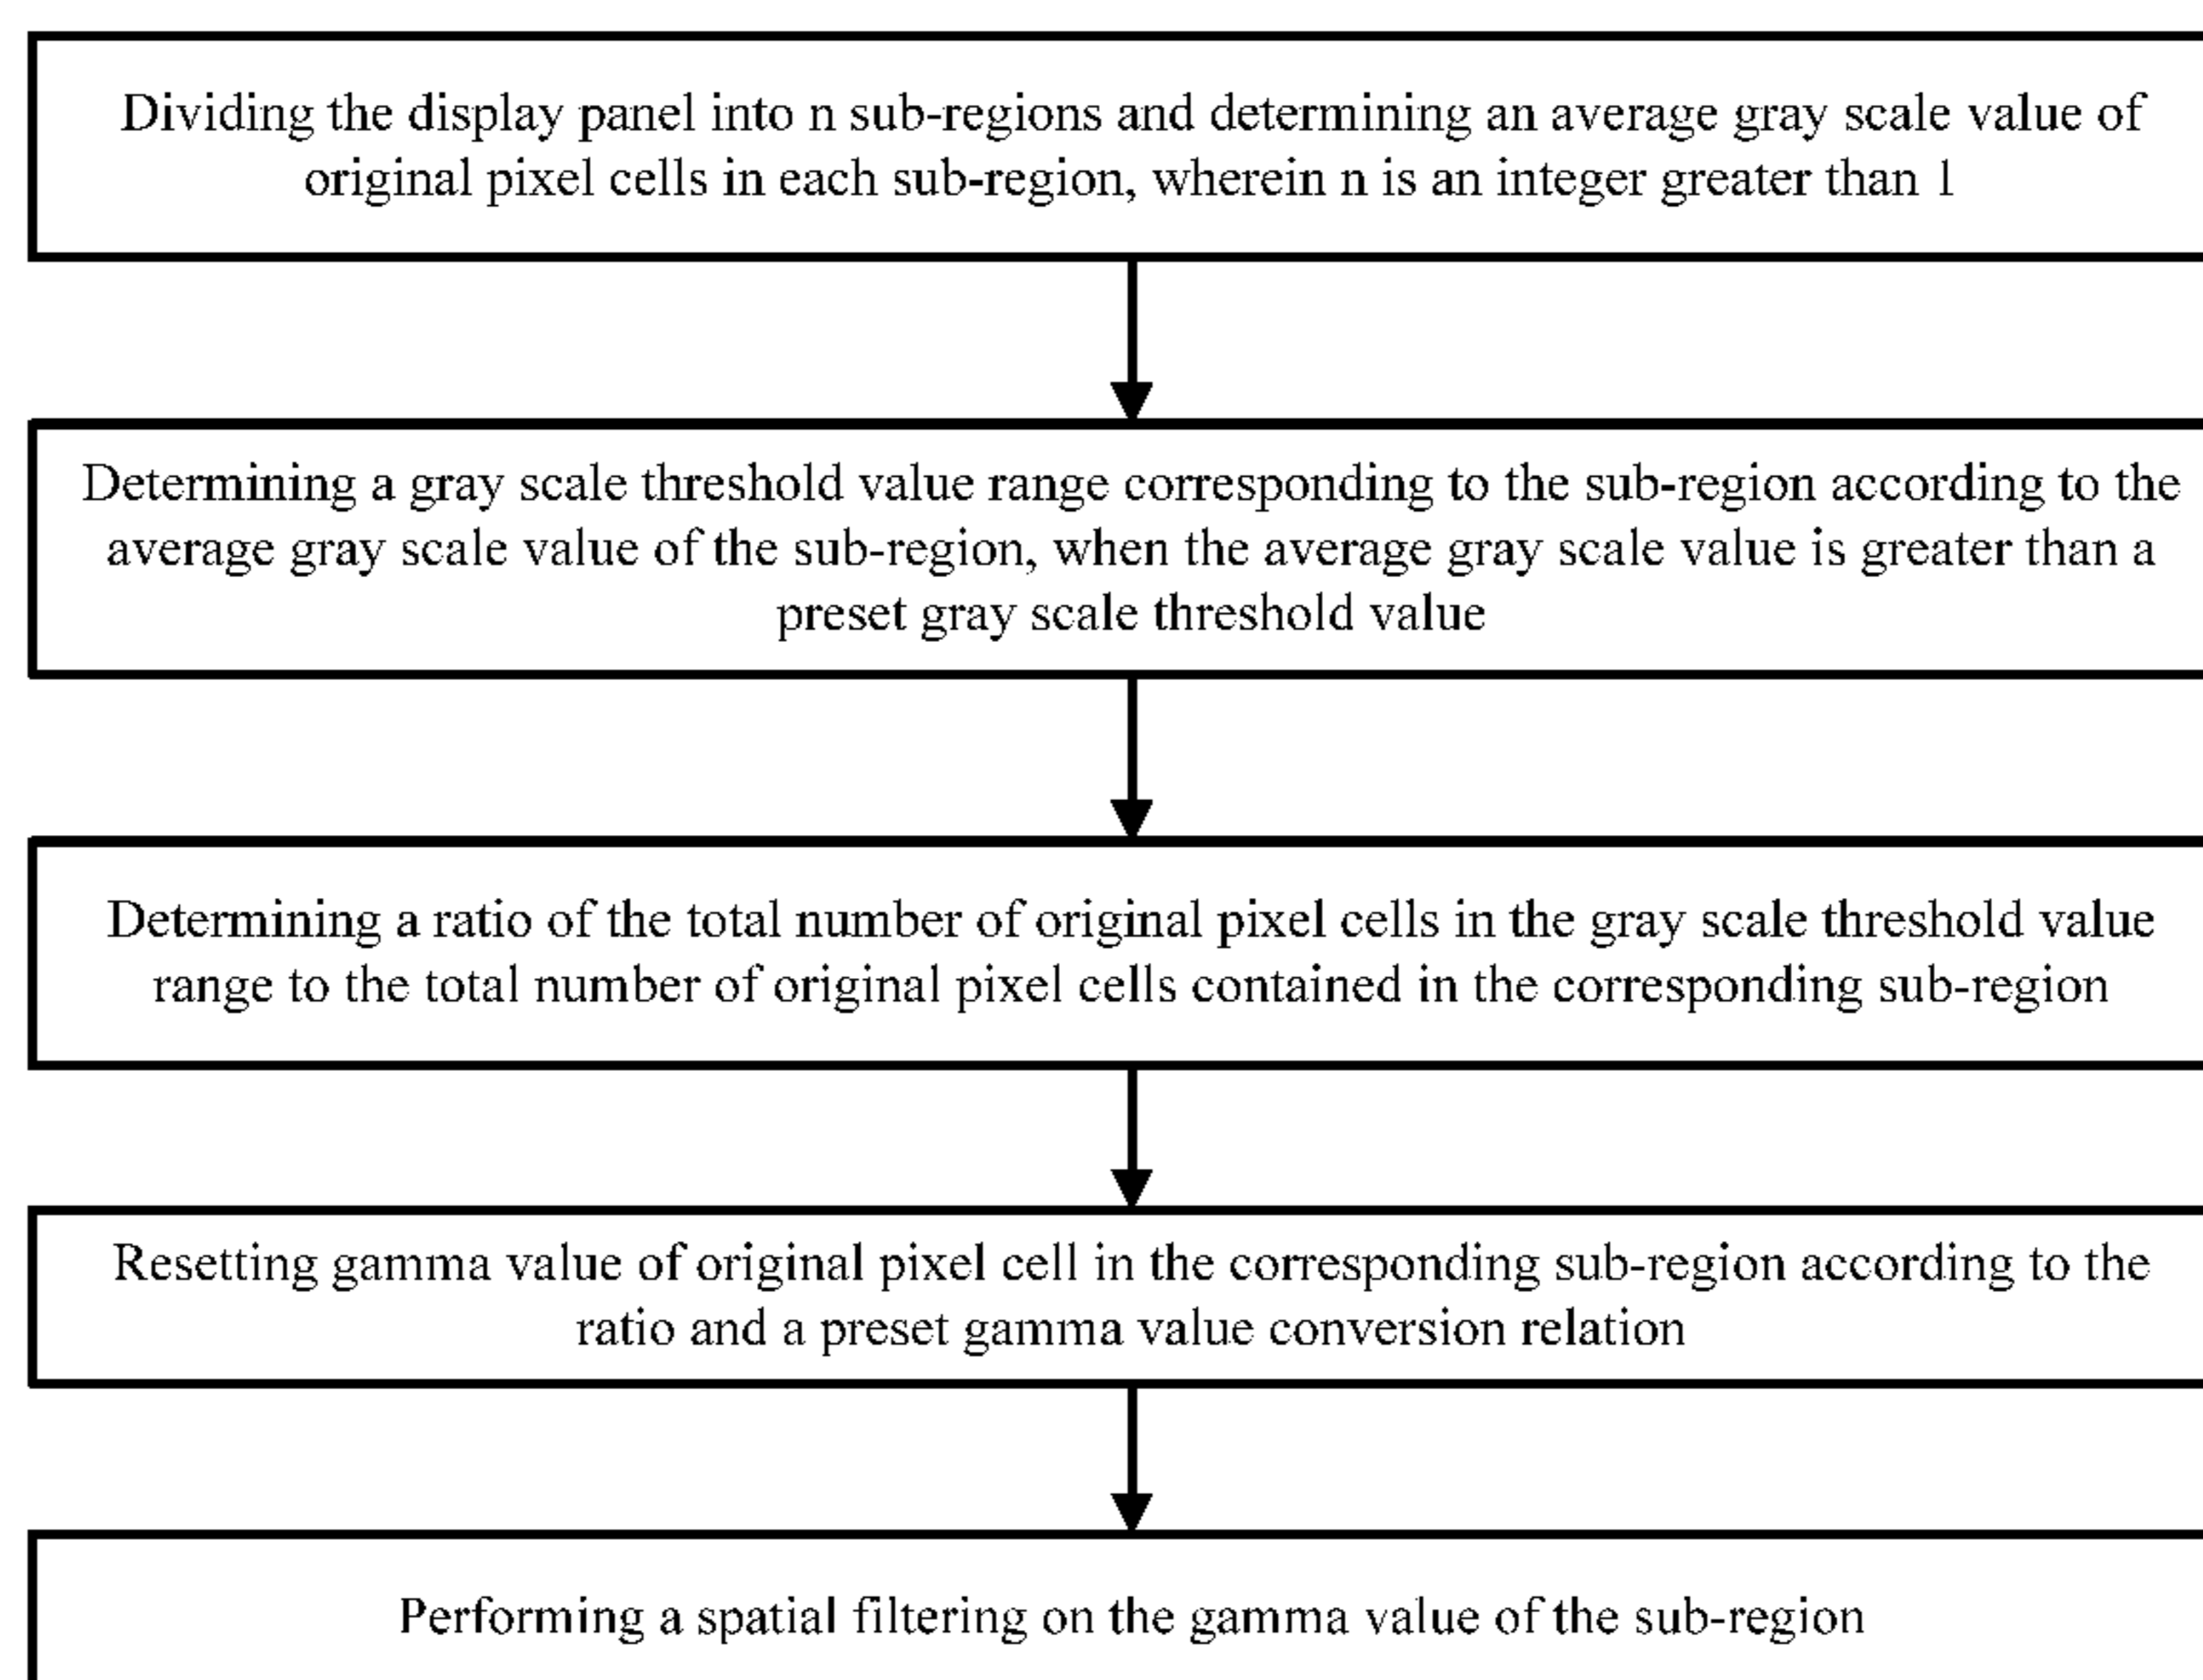 Dividing the display panel into n sub-regions and determining an average gray scale value of
original pixel cells in each sub-region, wherein n is an integer greater than 1
Determining a gray scale threshold value range corresponding to the sub-region according to the
average gray scale value of the sub-region, when the average gray scale value is greater than a
preset gray scale threshold value
Determining a ratio of the total number of original pixel cells in the gray scale threshold value
range to the total number of original pixel cells contained in the corresponding sub-region
Resetting gamma value of original pixel cell in the corresponding sub-region according to the
ratio and a preset gamma value conversion relation
Performing a spatial filtering on the gamma value of the sub-region